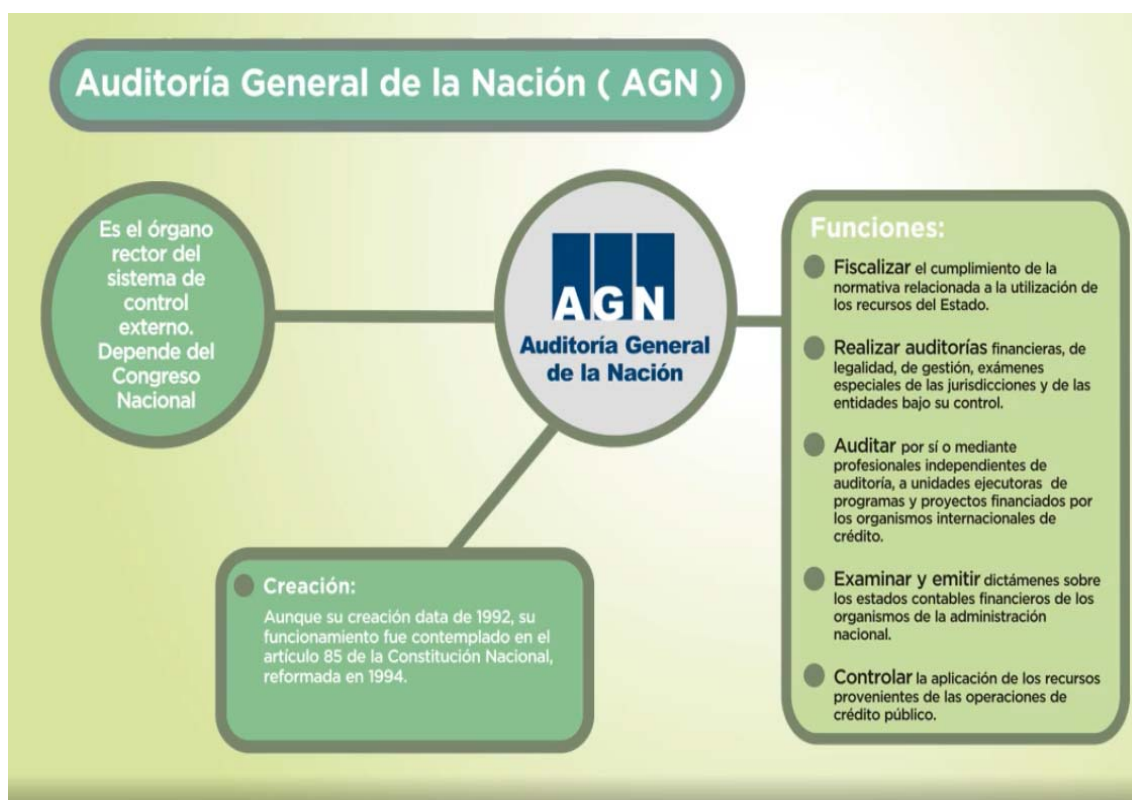 Auditoría General de la Nación ( AGN )
Es el órgano
rector del
sistema de
control
externo.
Depende del
Congreso
Nacional
AGN
Auditoría General
de la Nación
Creación:
Aunque su creación data de 1992, su
funcionamiento fue contemplado en el
artículo 85 de la Constitución Nacional,
reformada en 1994.
Funciones:
Fiscalizar el cumplimiento de la
normativa relacionada a la utilización de
los recursos del Estado.
Realizar auditorías financieras, de
legalidad, de gestión, exámenes
especiales de las jurisdicciones y de las
entidades bajo su control.
Auditar por sí o mediante
profesionales independientes de
auditoría, a unidades ejecutoras de
programas y proyectos financiados por
los organismos internacionales de
crédito.
Examinar y emitir dictámenes sobre
los estados contables financieros de los
organismos de la administración
nacional.
Controlar la aplicación de los recursos
provenientes de las operaciones de
crédito público.